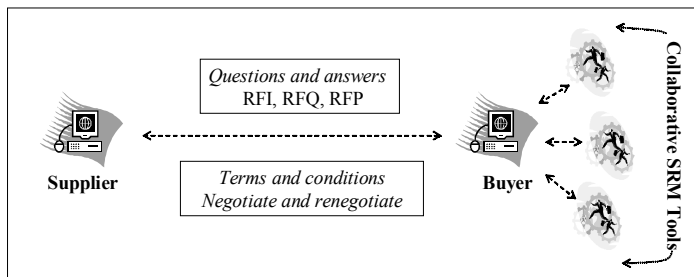 Questions and answers
RFI, RFQ, RFP
Supplier
Terms and conditions
Negotiate and renegotiate
Buyer
Collaborative SRM Tools